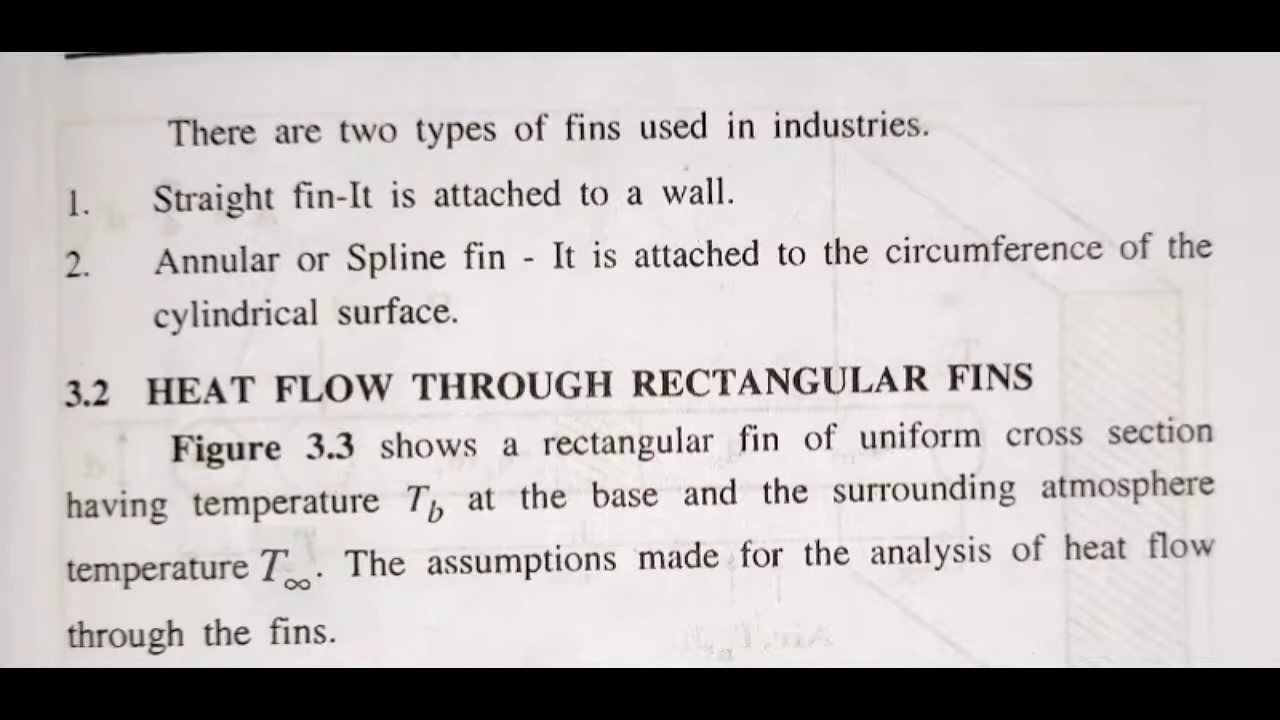 There are two types of fins used in industries.
1. Straight fin-It is attached to a wall.
2. Annular or Spline fin - It is attached to the circumference of the
cylindrical surface.
3.2 HEAT FLOW THROUGH RECTANGULAR FINS
Figure 3.3 shows a rectangular fin of uniform cross section
having temperature T_b at the base and the surrounding atmosphere
temperature T_∞. The assumptions made for the analysis of heat flow
through the fins.